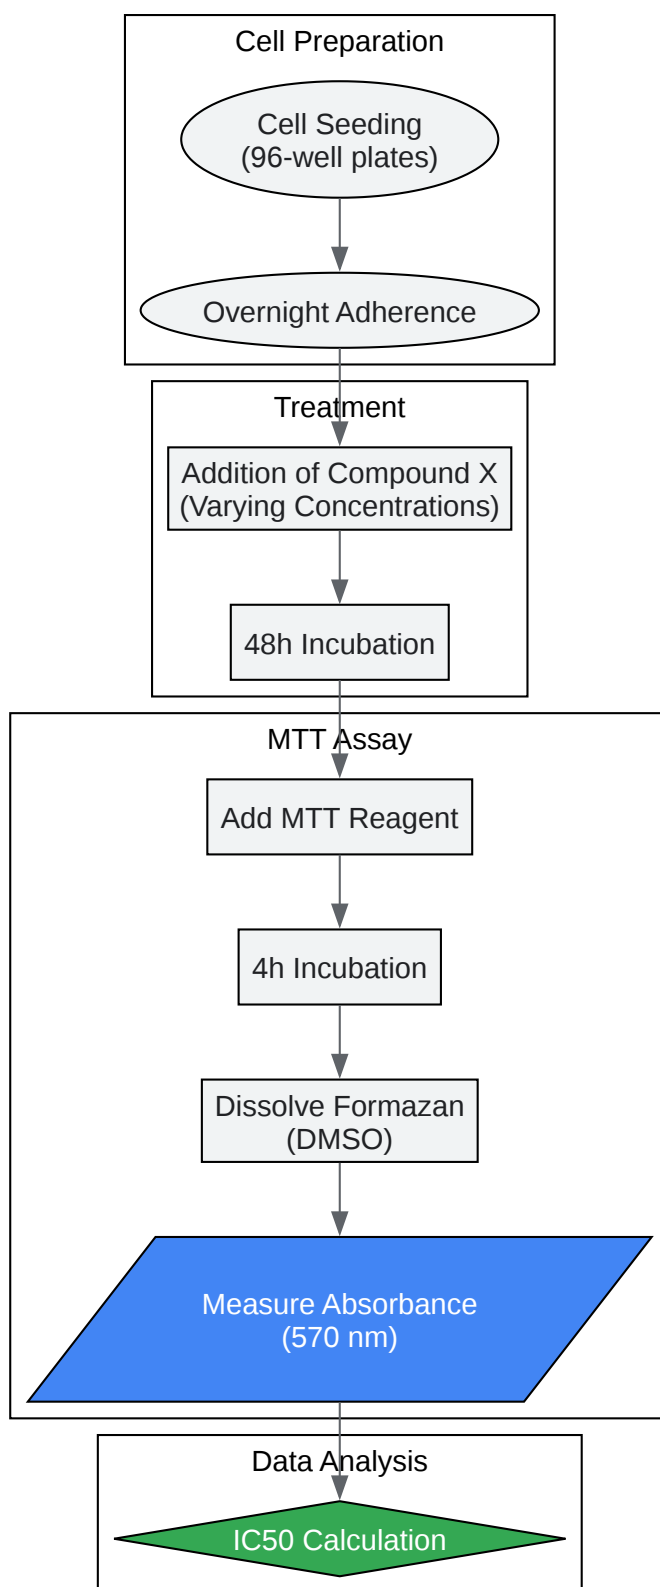 Cell Preparation
Cell Seeding
(96-well plates)
Overnight Adherence
Treatment
Addition of Compound X
(Varying Concentrations)
48h Incubation
MTT Assay
Add MTT Reagent
4h Incubation
Dissolve Formazan
(DMSO)
Measure Absorbance
(570 nm)
Data Analysis
IC50 Calculation